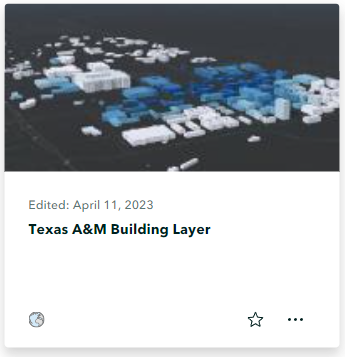 Edited: April 11, 2023
Texas A&M Building Layer